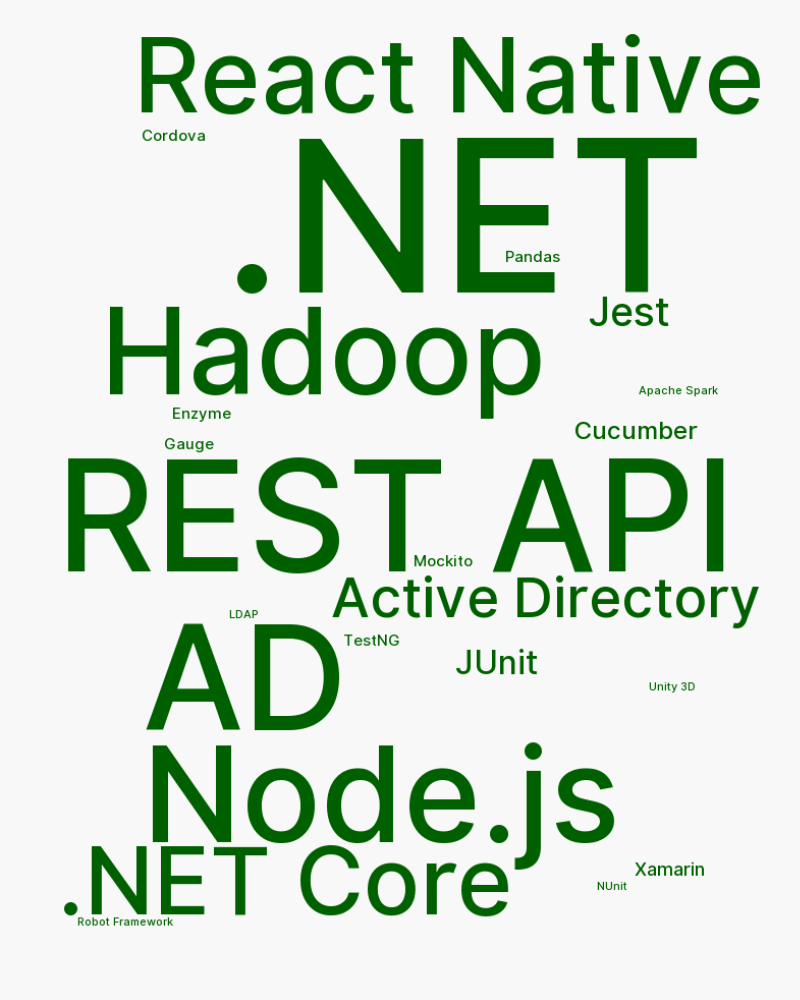 React Native
Cordova
.NET
Pandas
Jest
Hadoop
Apache Spark
Enzyme
Cucumber
Gauge
REST API
Mockito
Active Directory
LDAP
AD
TestNG
JUnit
Unity 3D
Node.js
.NET Core
Xamarin
NUnit
Robot Framework